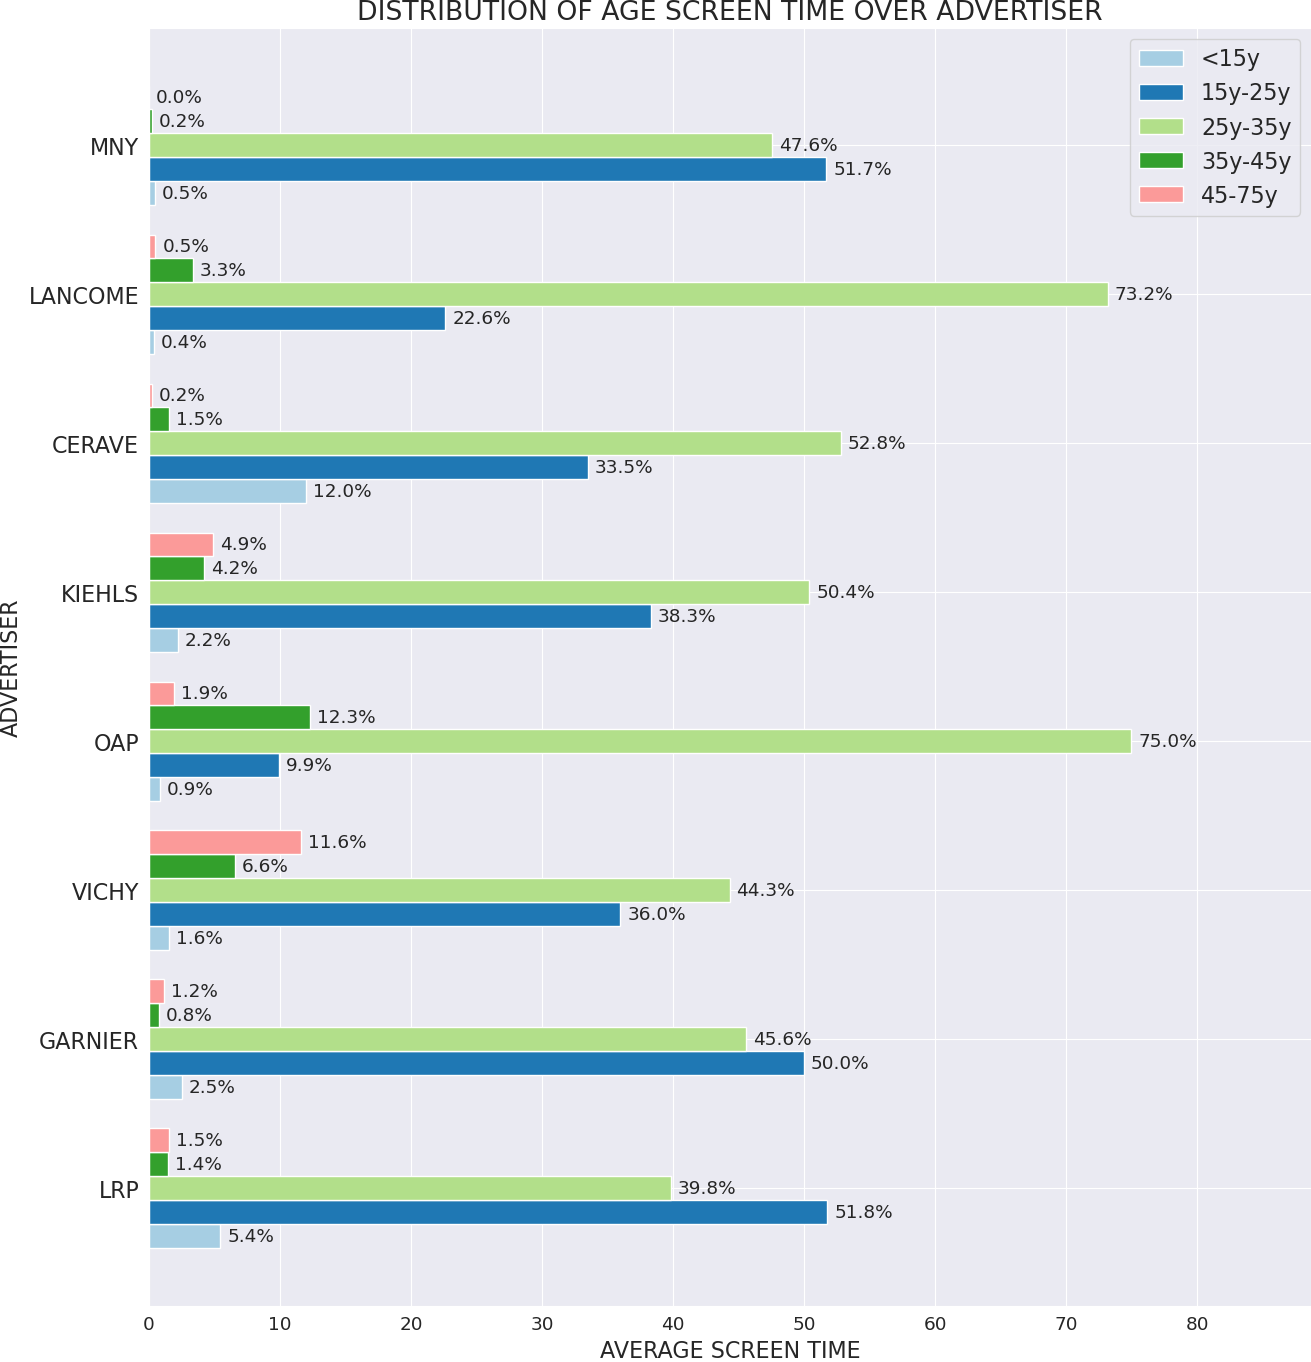 DISTRIBUTION OF AGE SCREEN TIME OVER ADVERTISER
<15y
15y-25y
25y-35y
35y-45y
45-75y
ADVERTISER
MNY
0.0%
0.2%
47.6%
51.7%
0.5%
LANCOME
0.5%
3.3%
73.2%
22.6%
0.4%
CERAVE
0.2%
1.5%
52.8%
33.5%
12.0%
KIEHLS
4.9%
4.2%
50.4%
38.3%
2.2%
OAP
1.9%
12.3%
75.0%
9.9%
0.9%
VICHY
11.6%
6.6%
44.3%
36.0%
1.6%
GARNIER
1.2%
0.8%
45.6%
50.0%
2.5%
LRP
1.5%
1.4%
39.8%
51.8%
5.4%
0 10 20 30 40 50 60 70 80
AVERAGE SCREEN TIME